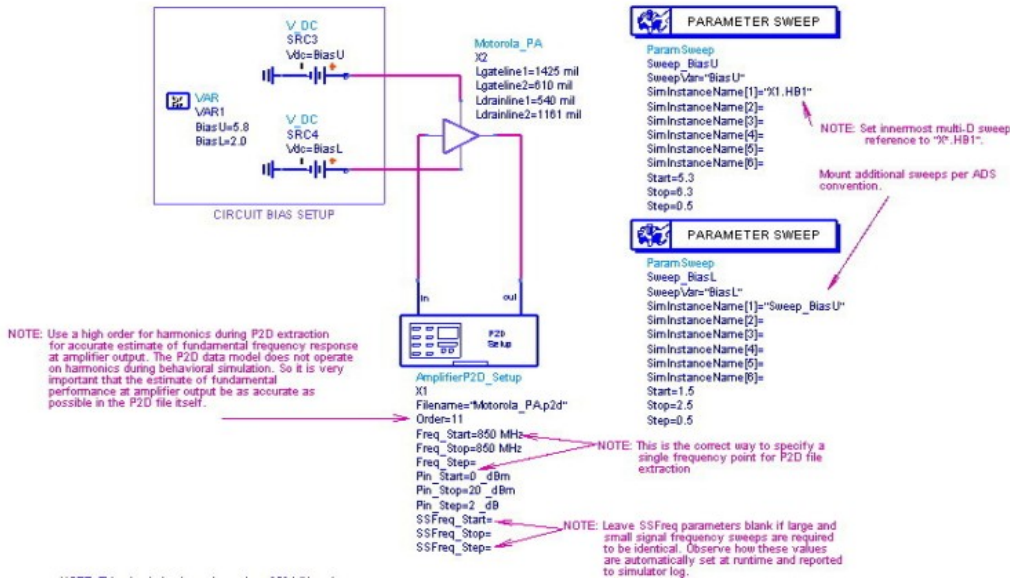 V_DC
SRC3
Vdc=BiasU
VAR
VAR1
BiasU=5.8
BiasL=2.0
V_DC
SRC4
Vdc=BiasL
CIRCUIT BIAS SETUP
Motorola_PA
X2
Lgateline1=1425 mil
Lgateline2=610 mil
Ldrainline1=540 mil
Ldrainline2=1161 mil
in
out
P2D
Setup
AmplifierP2D_Setup
X1
Filename="Motorola_PA.p2d"
Order=11
Freq_Start=850 MHz
Freq_Stop=850 MHz
Freq_Step=
Pin_Start=0 _dBm
Pin_Stop=20 _dBm
Pin_Step=2 _dB
SSFreq_Start=
SSFreq_Stop=
SSFreq_Step=
NOTE: Use a high order for harmonics during P2D extraction
for accurate estimate of fundamental frequency response
at amplifier output. The P2D data model does not operate
on harmonics during behavioral simulation. So it is very
important that the estimate of fundamental
performance at amplifier output be as accurate as
possible in the P2D file itself.
PARAMETER SWEEP
ParamSweep
Sweep_BiasU
SweepVar="BiasU"
SimInstanceName[1]="X1.HB1"
SimInstanceName[2]=
SimInstanceName[3]=
SimInstanceName[4]=
SimInstanceName[5]=
SimInstanceName[6]=
Start=5.3
Stop=6.3
Step=0.5
NOTE: Set innermost multi-D sweep
reference to "X*.HB1".
Mount additional sweeps per ADS
convention.
PARAMETER SWEEP
ParamSweep
Sweep_BiasL
SweepVar="BiasL"
SimInstanceName[1]="Sweep_BiasU"
SimInstanceName[2]=
SimInstanceName[3]=
SimInstanceName[4]=
SimInstanceName[5]=
SimInstanceName[6]=
Start=1.5
Stop=2.5
Step=0.5
NOTE: This is the correct way to specify a
single frequency point for P2D file
extraction
NOTE: Leave SSFreq parameters blank if large and
small signal frequency sweeps are required
to be identical. Observe how these values
are automatically set at runtime and reported
to simulator log.